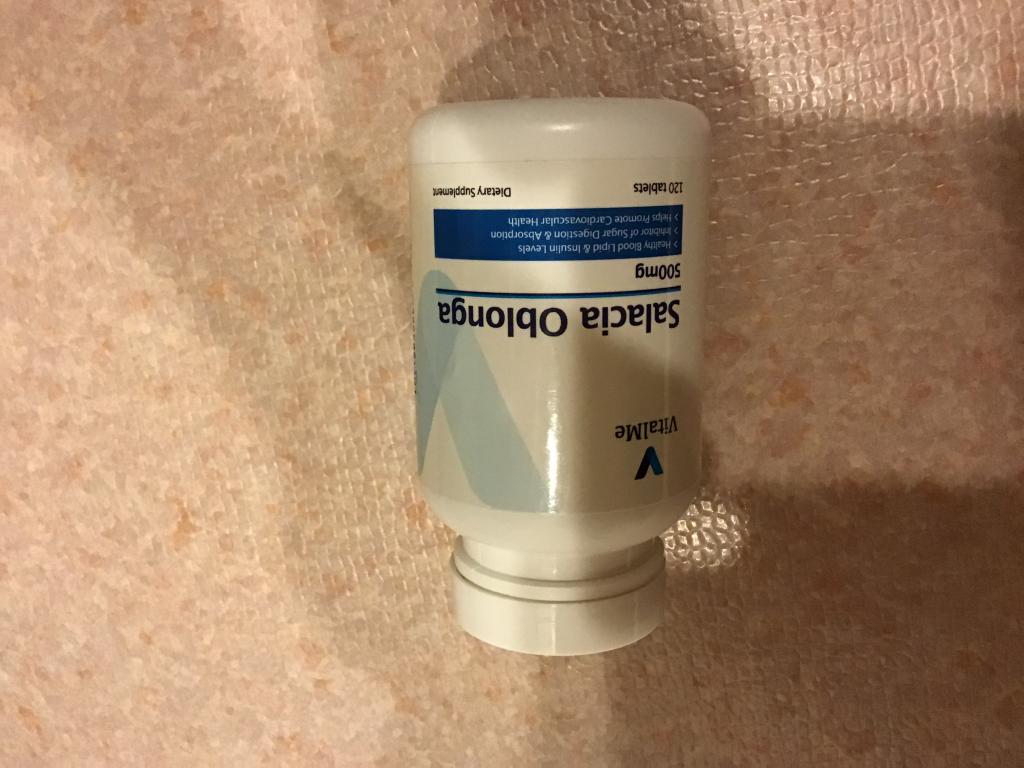 VitalMe
Salacia Oblonga
500mg
> Healthy Blood Lipid & Insulin Levels
> Inhibitor of Sugar Digestion & Absorption
> Helps Promote Cardiovascular Health
120 tablets Dietary Supplement